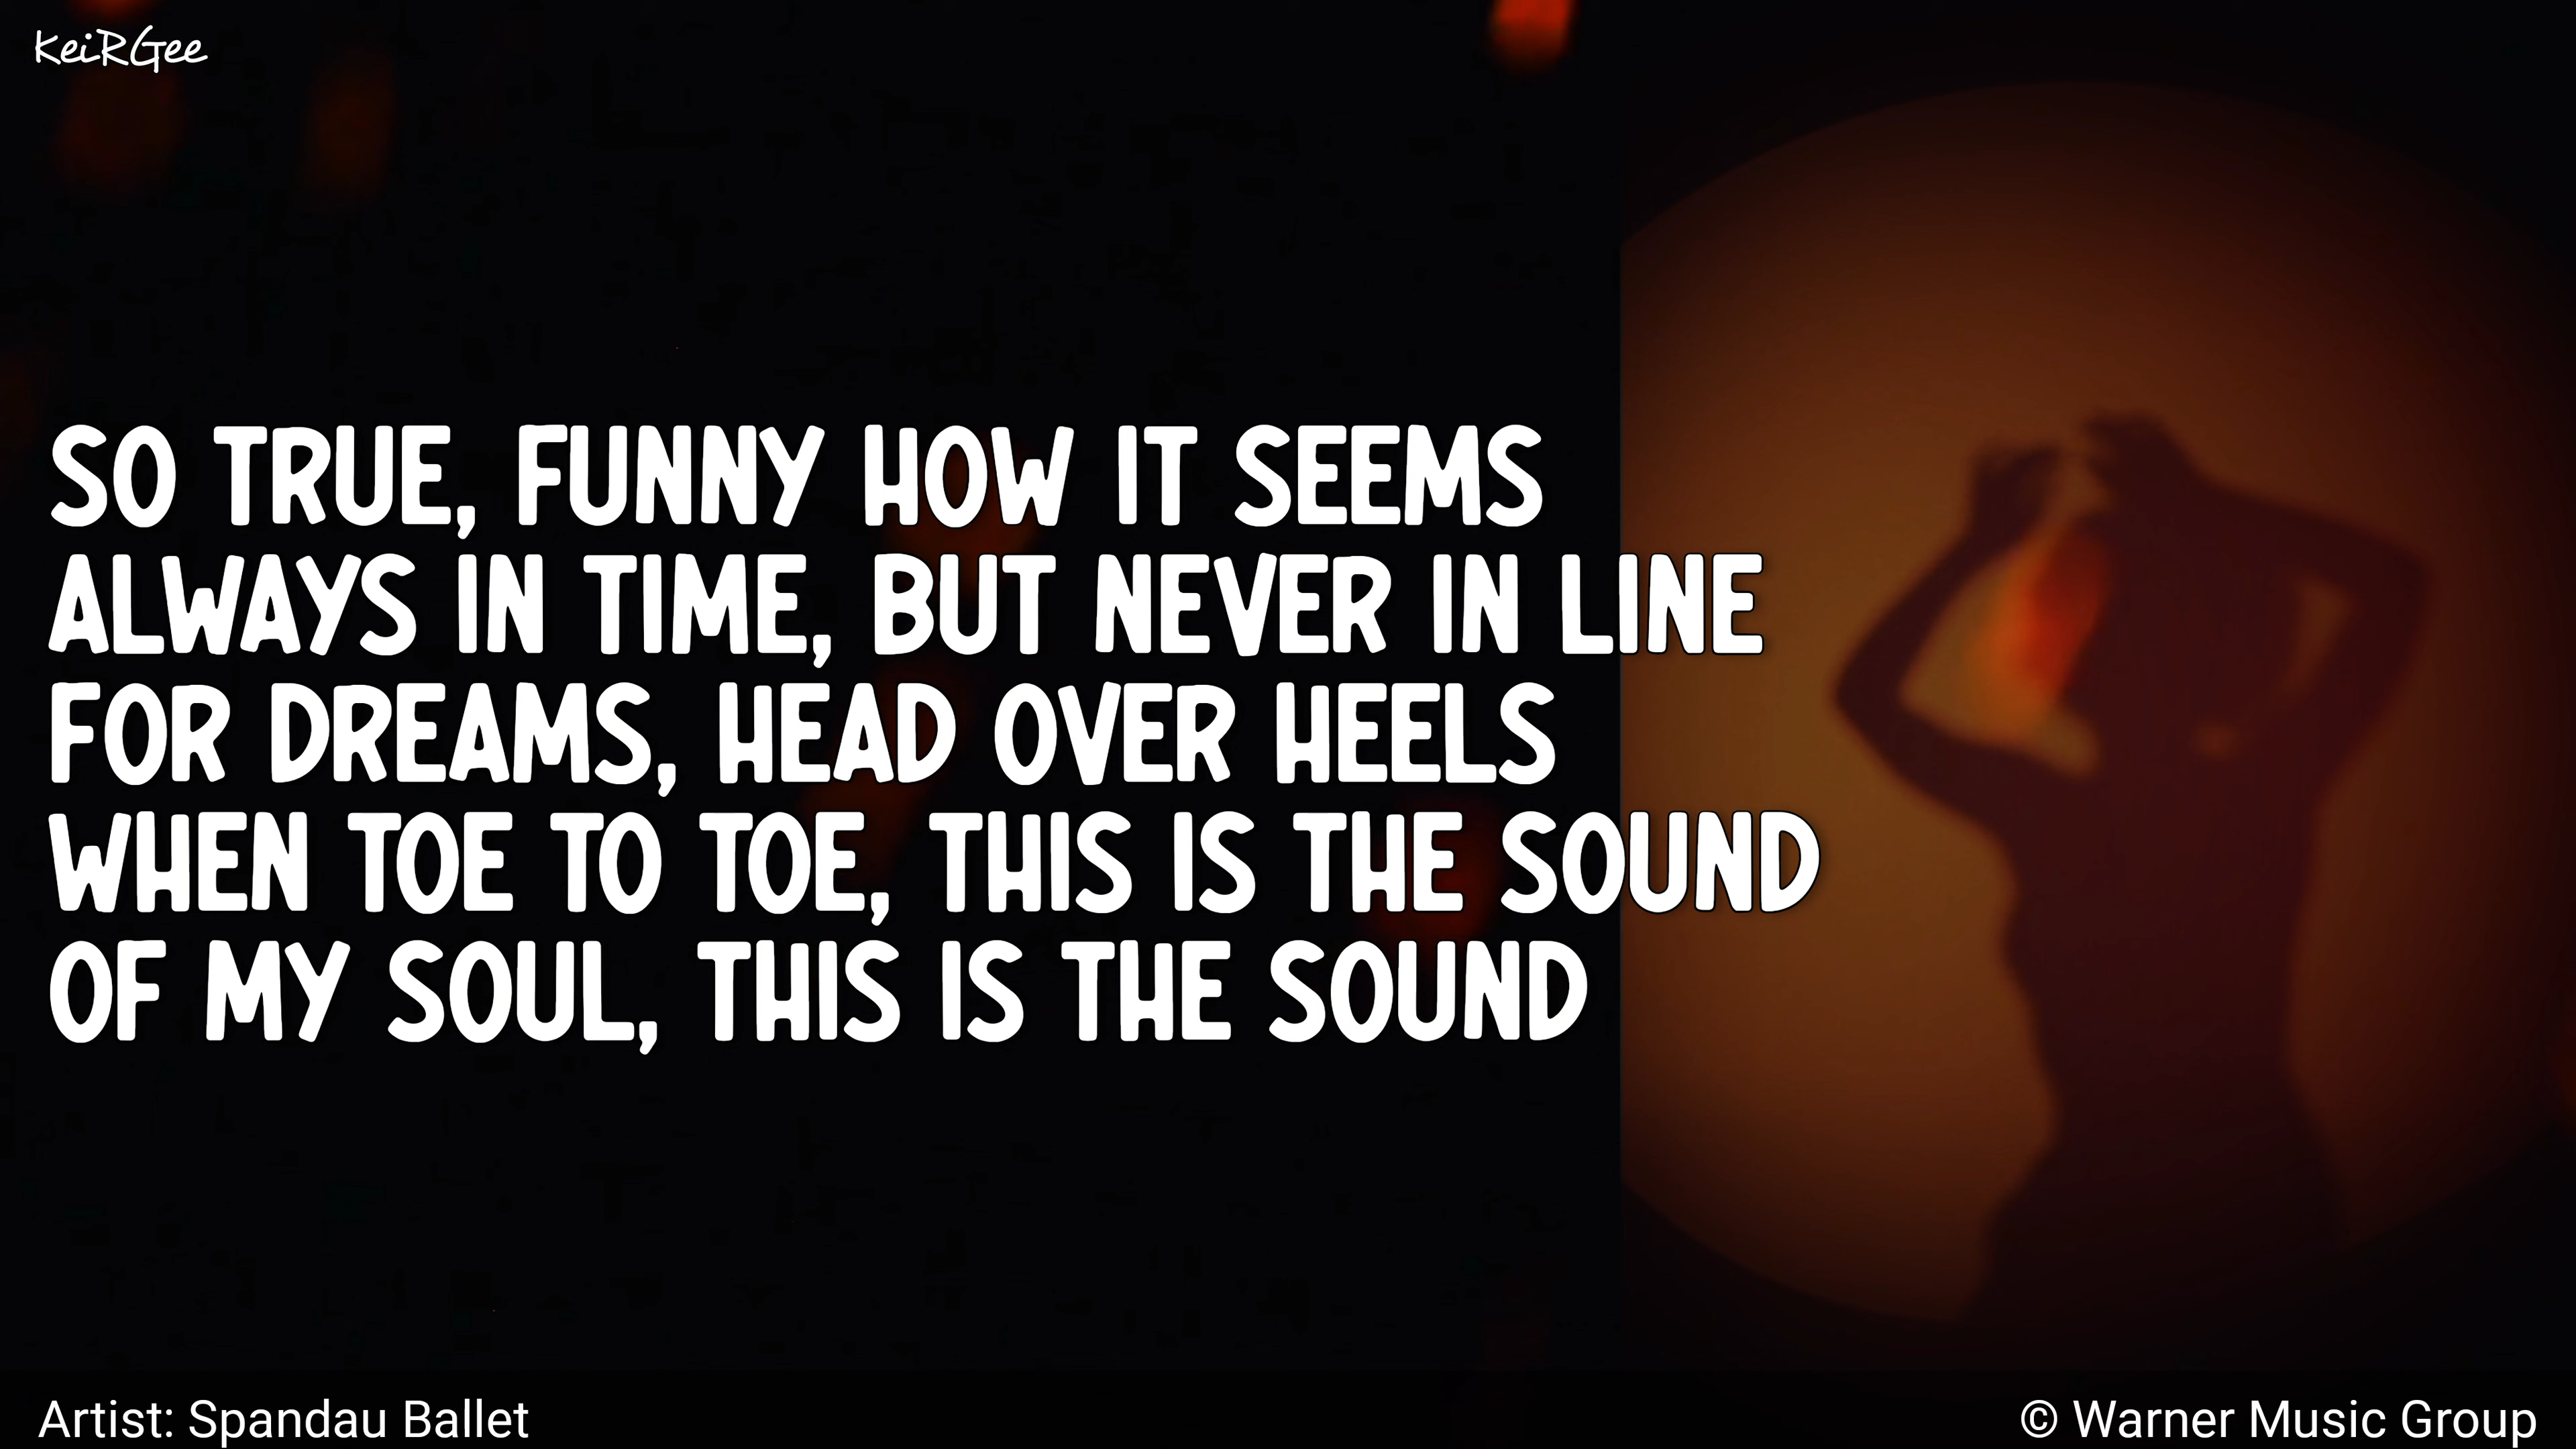 KeiRGee
SO TRUE, FUNNY HOW IT SEEMS
ALWAYS IN TIME, BUT NEVER IN LINE
FOR DREAMS, HEAD OVER HEELS
WHEN TOE TO TOE, THIS IS THE SOUND
OF MY SOUL, THIS IS THE SOUND
Artist: Spandau Ballet
© Warner Music Group